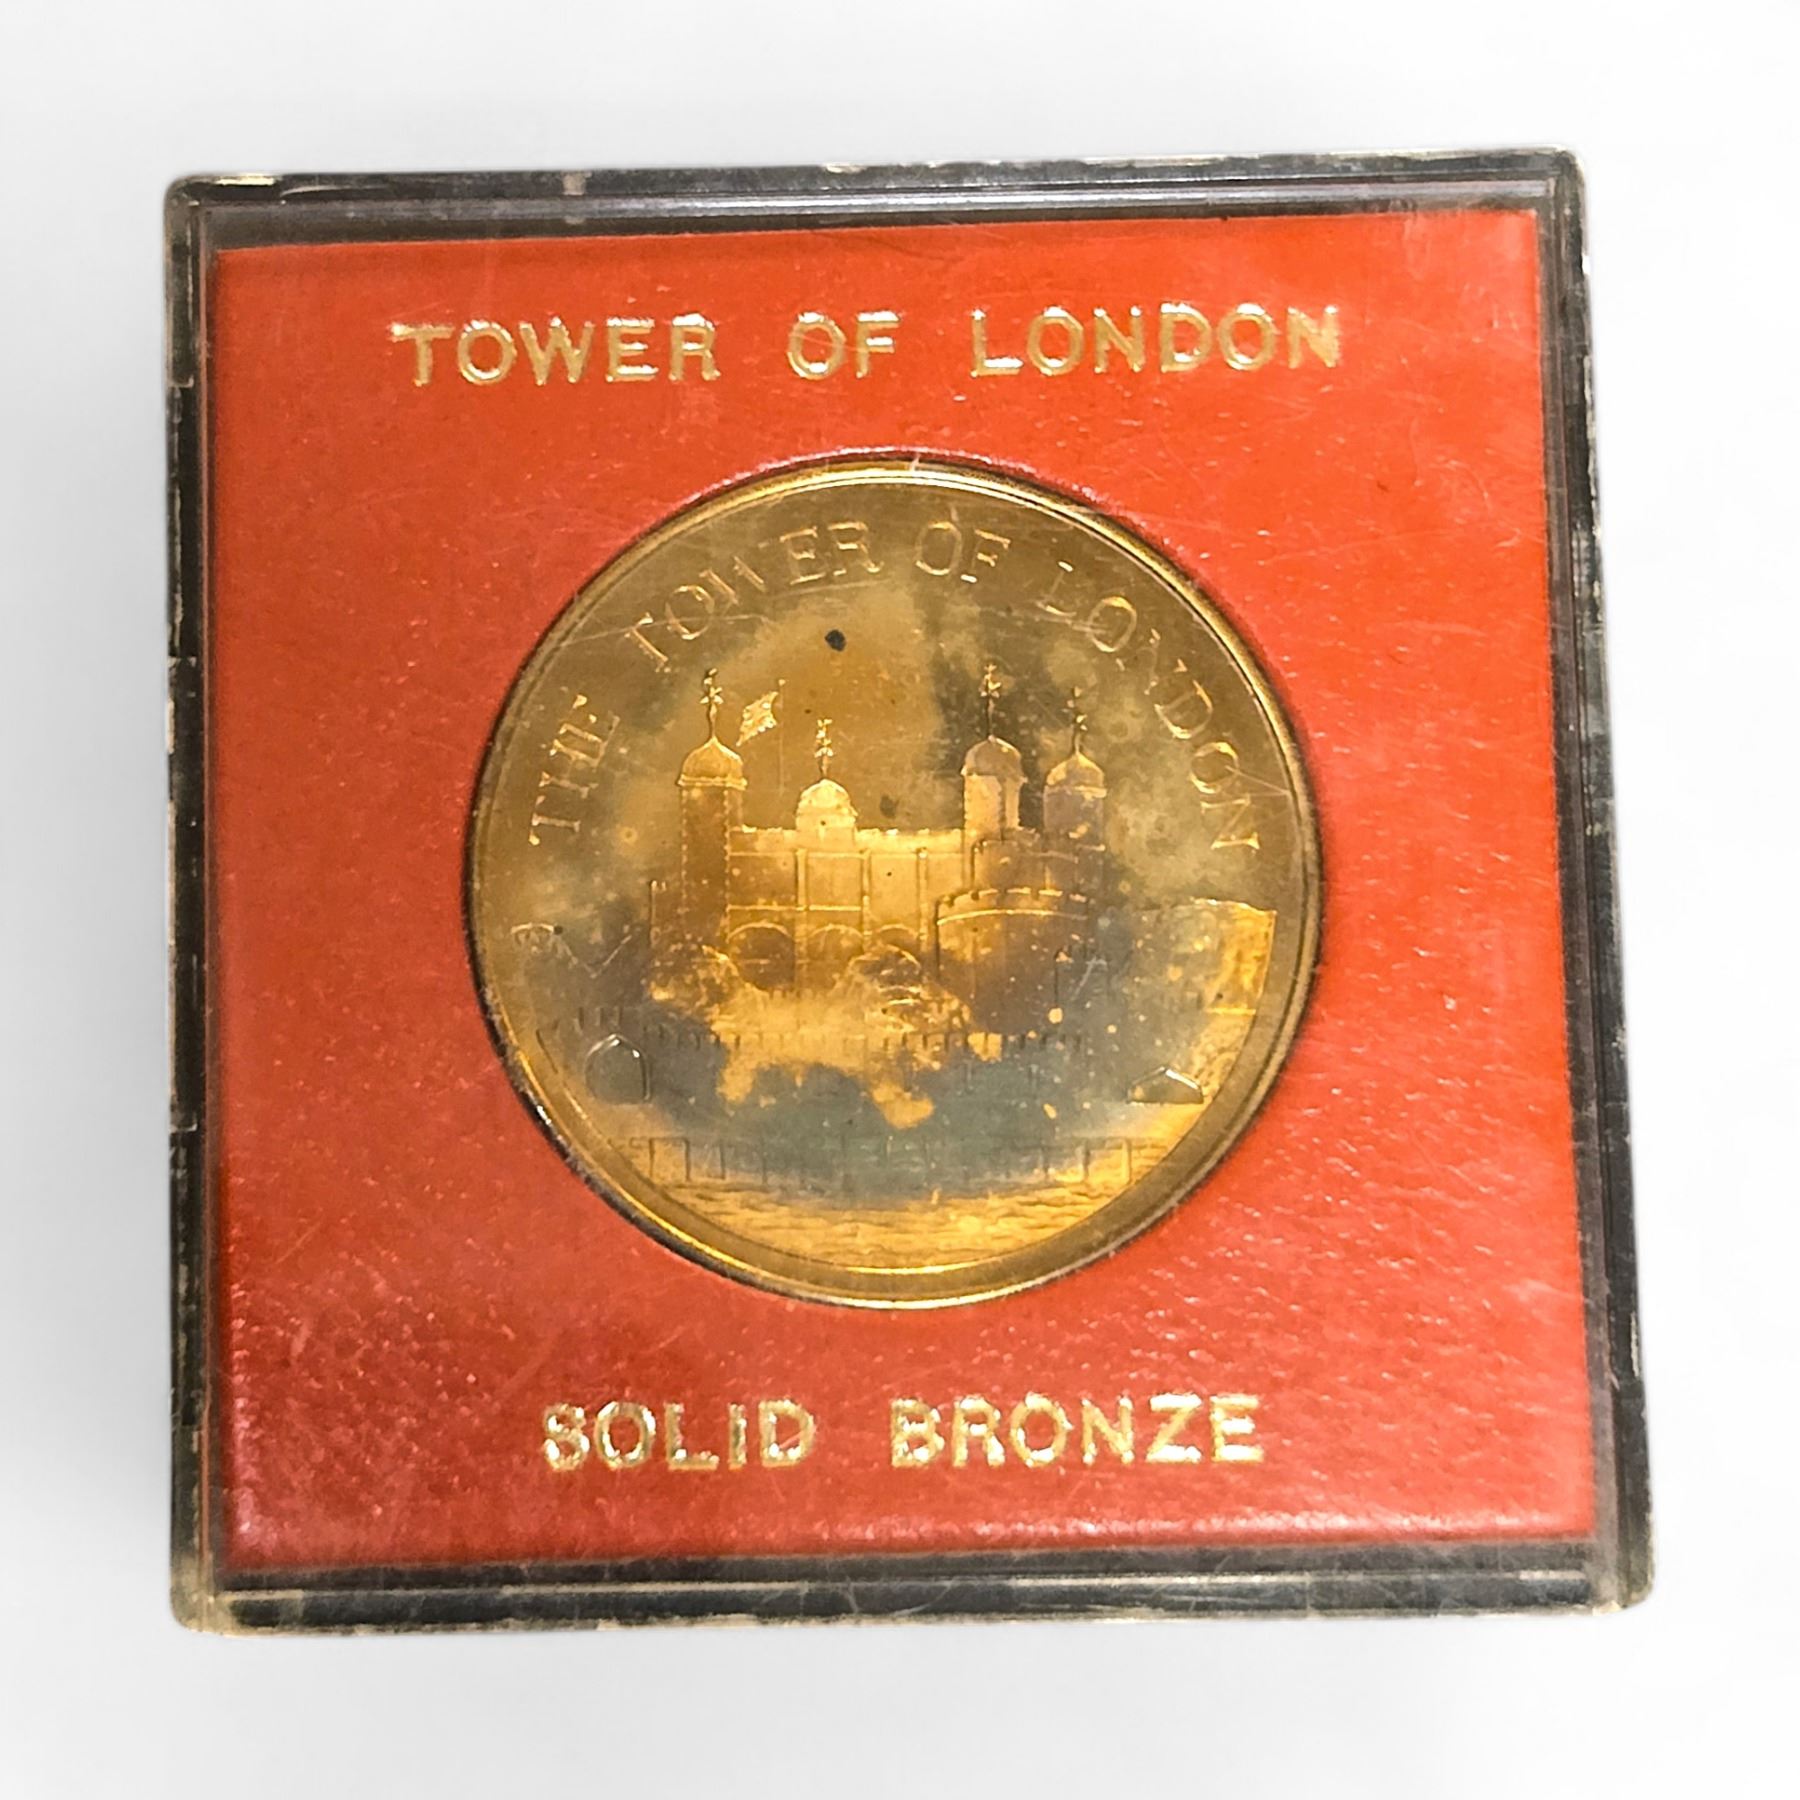 TOWER OF LONDON
THE TOWER OF LONDON
SOLID BRONZE